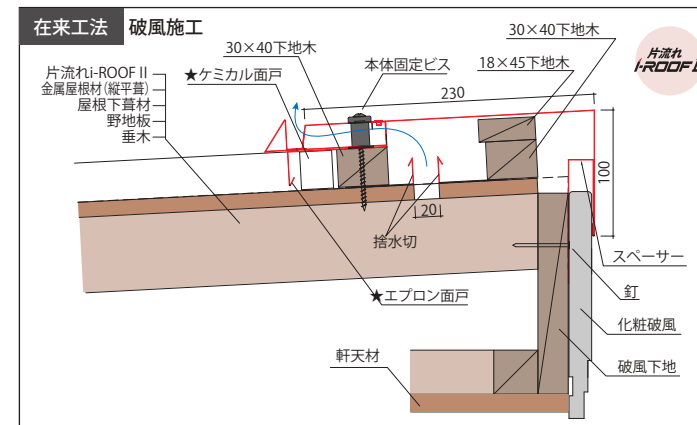 在来工法 破風施工
片流れ
i-ROOF II
30×40下地木
30×40下地木
★ケミカル面戸
本体固定ビス
18×45下地木
片流れi-ROOF II
金属屋根材(縦平葺)
屋根下葺材
野地板
垂木
230
100
20
捨水切
スペーサー
★エプロン面戸
釘
化粧破風
軒天材
破風下地